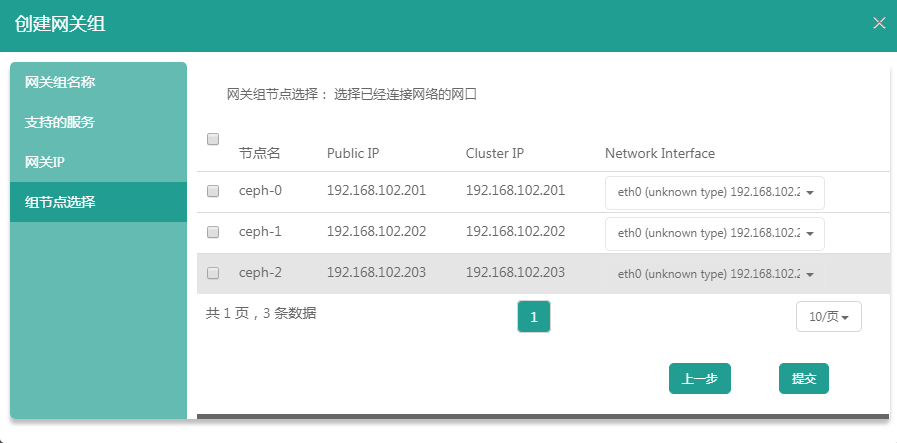 创建网关组
网关组名称
支持的服务
网关IP
组节点选择
网关组节点选择： 选择已经连接网络的网口
节点名 Public IP Cluster IP Network Interface
ceph-0 192.168.102.201 192.168.102.201 eth0 (unknown type) 192.168.102.2
ceph-1 192.168.102.202 192.168.102.202 eth0 (unknown type) 192.168.102.2
ceph-2 192.168.102.203 192.168.102.203 eth0 (unknown type) 192.168.102.2
共 1 页，3 条数据 1 10/页
上一步 提交